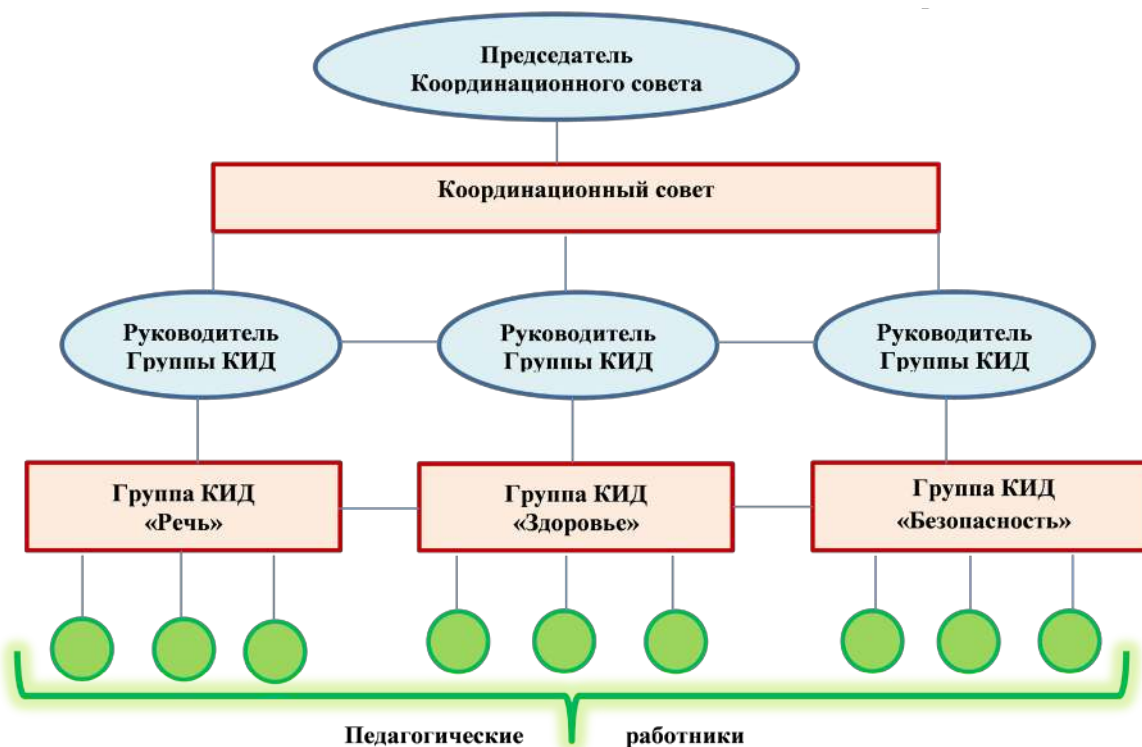 Председатель
Координационного совета
Координационный совет
Руководитель
Группы КИД
Руководитель
Группы КИД
Руководитель
Группы КИД
Группа КИД
«Речь»
Группа КИД
«Здоровье»
Группа КИД
«Безопасность»
Педагогические работники